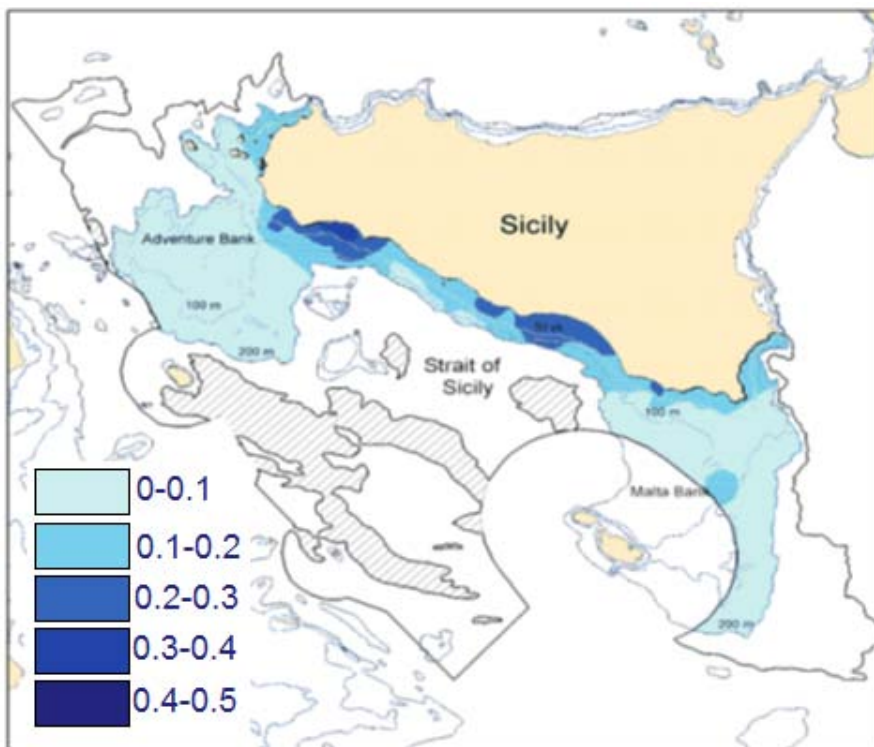 Sicily
Adventure Bank
100 m
200 m
Strait of
Sicily
100 m
Malta Bank
200 m
0-0.1
0.1-0.2
0.2-0.3
0.3-0.4
0.4-0.5